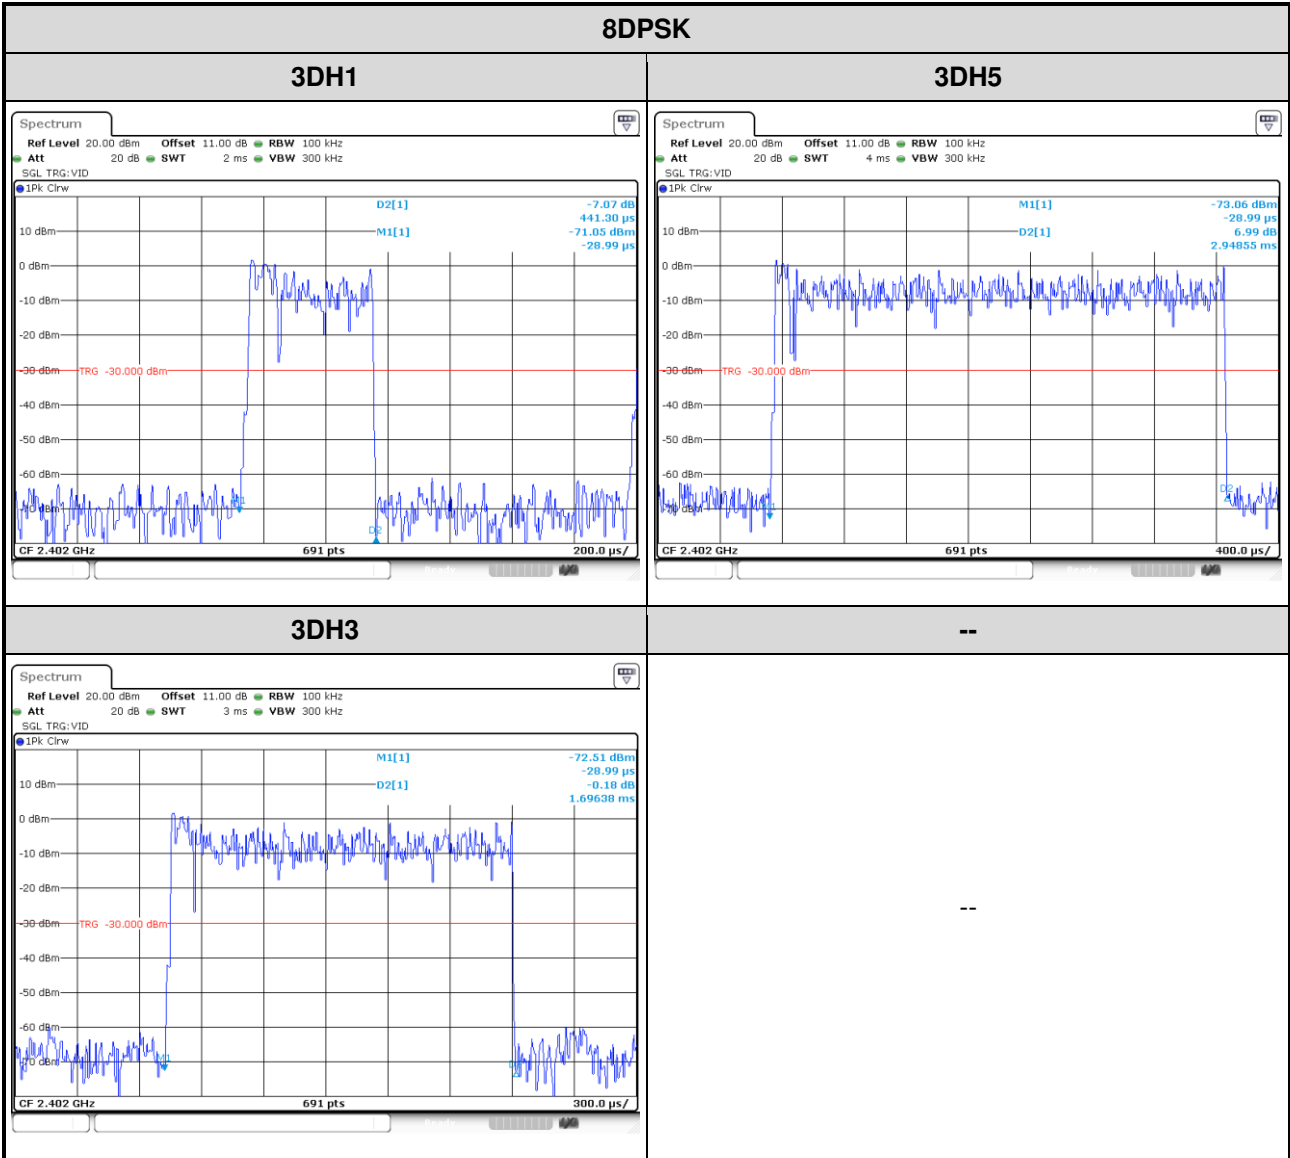 8DPSK
3DH1
3DH5
Spectrum
Ref Level 20.00 dBm Offset 11.00 dB RBW 100 kHz
Att 20 dB SWT 2 ms VBW 300 kHz
SGL TRG:VID
1Pk Clrw
D2[1] -7.07 dB
441.30 µs
M1[1] -71.05 dBm
-28.99 µs
10 dBm
0 dBm
-10 dBm
-20 dBm
-30 dBm
TRG -30.000 dBm
-40 dBm
-50 dBm
-60 dBm
-70 dBm
D2
CF 2.402 GHz 691 pts 200.0 µs/
Spectrum
Ref Level 20.00 dBm Offset 11.00 dB RBW 100 kHz
Att 20 dB SWT 4 ms VBW 300 kHz
SGL TRG:VID
1Pk Clrw
M1[1] -73.06 dBm
-28.99 µs
D2[1] 6.99 dB
2.94855 ms
10 dBm
0 dBm
-10 dBm
-20 dBm
-30 dBm
TRG -30.000 dBm
-40 dBm
-50 dBm
-60 dBm
-70 dBm
D2
CF 2.402 GHz 691 pts 400.0 µs/
3DH3
--
Spectrum
Ref Level 20.00 dBm Offset 11.00 dB RBW 100 kHz
Att 20 dB SWT 3 ms VBW 300 kHz
SGL TRG:VID
1Pk Clrw
M1[1] -72.51 dBm
-28.99 µs
D2[1] -0.18 dB
1.69638 ms
10 dBm
0 dBm
-10 dBm
-20 dBm
-30 dBm
TRG -30.000 dBm
-40 dBm
-50 dBm
-60 dBm
-70 dBm
M1
CF 2.402 GHz 691 pts 300.0 µs/
--